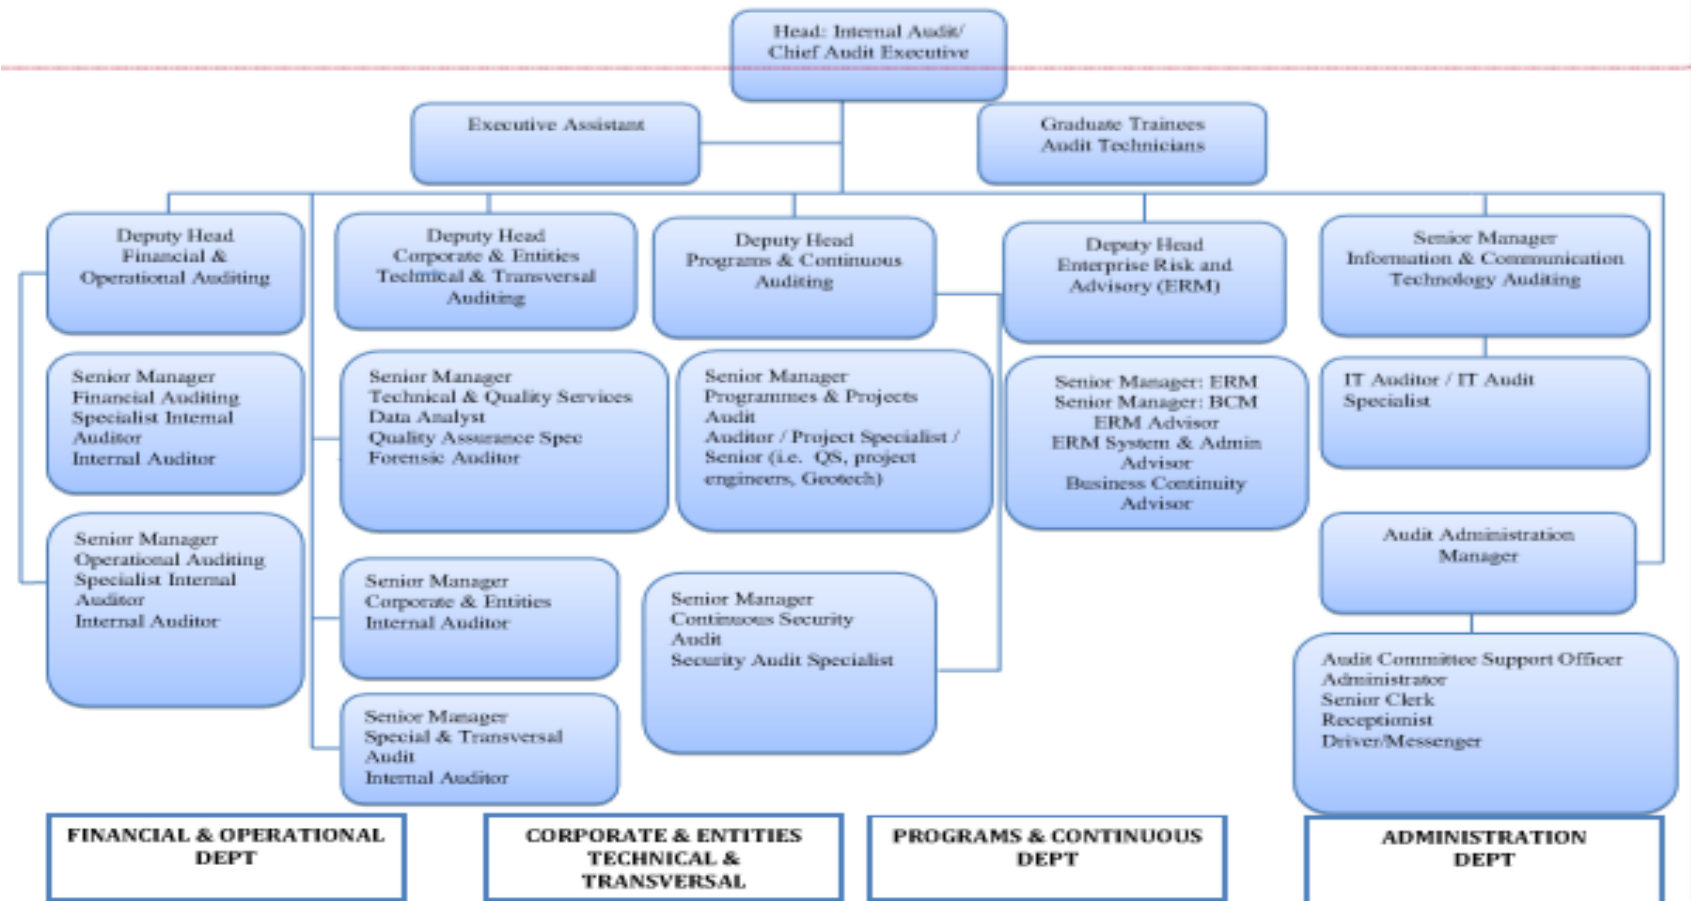 Head: Internal Audit/
Chief Audit Executive
Executive Assistant
Graduate Trainees
Audit Technicians
Deputy Head
Financial &
Operational Auditing
Deputy Head
Corporate & Entities
Technical & Transversal
Auditing
Deputy Head
Programs & Continuous
Auditing
Deputy Head
Enterprise Risk and
Advisory (ERM)
Senior Manager
Information & Communication
Technology Auditing
Senior Manager
Financial Auditing
Specialist Internal
Auditor
Internal Auditor
Senior Manager
Technical & Quality Services
Data Analyst
Quality Assurance Spec
Forensic Auditor
Senior Manager
Programmes & Projects
Audit
Auditor / Project Specialist /
Senior (i.e. QS, project
engineers, Geotech)
Senior Manager: ERM
Senior Manager: BCM
ERM Advisor
ERM System & Admin
Advisor
Business Continuity
Advisor
IT Auditor / IT Audit
Specialist
Senior Manager
Operational Auditing
Specialist Internal
Auditor
Internal Auditor
Senior Manager
Corporate & Entities
Internal Auditor
Senior Manager
Continuous Security
Audit
Security Audit Specialist
Audit Administration
Manager
Senior Manager
Special & Transversal
Audit
Internal Auditor
Audit Committee Support Officer
Administrator
Senior Clerk
Receptionist
Driver/Messenger
FINANCIAL & OPERATIONAL
DEPT
CORPORATE & ENTITIES
TECHNICAL &
TRANSVERSAL
PROGRAMS & CONTINUOUS
DEPT
ADMINISTRATION
DEPT